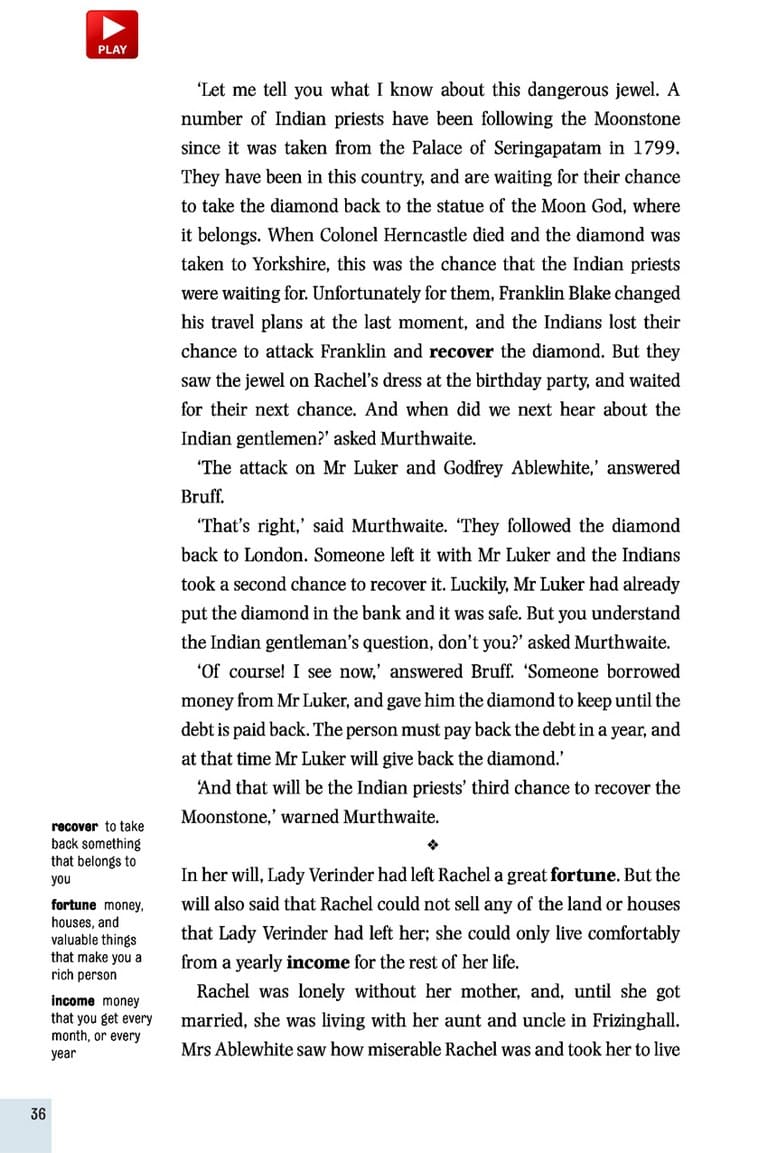 PLAY
‘Let me tell you what I know about this dangerous jewel. A
number of Indian priests have been following the Moonstone
since it was taken from the Palace of Seringapatam in 1799.
They have been in this country, and are waiting for their chance
to take the diamond back to the statue of the Moon God, where
it belongs. When Colonel Herncastle died and the diamond was
taken to Yorkshire, this was the chance that the Indian priests
were waiting for. Unfortunately for them, Franklin Blake changed
his travel plans at the last moment, and the Indians lost their
chance to attack Franklin and recover the diamond. But they
saw the jewel on Rachel’s dress at the birthday party, and waited
for their next chance. And when did we next hear about the
Indian gentlemen?’ asked Murthwaite.
‘The attack on Mr Luker and Godfrey Ablewhite,’ answered
Bruff.
‘That’s right,’ said Murthwaite. ‘They followed the diamond
back to London. Someone left it with Mr Luker and the Indians
took a second chance to recover it. Luckily, Mr Luker had already
put the diamond in the bank and it was safe. But you understand
the Indian gentleman’s question, don’t you?’ asked Murthwaite.
‘Of course! I see now,’ answered Bruff. ‘Someone borrowed
money from Mr Luker, and gave him the diamond to keep until the
debt is paid back. The person must pay back the debt in a year, and
at that time Mr Luker will give back the diamond.’
‘And that will be the Indian priests’ third chance to recover the
Moonstone,’ warned Murthwaite.
❖
In her will, Lady Verinder had left Rachel a great fortune. But the
will also said that Rachel could not sell any of the land or houses
that Lady Verinder had left her; she could only live comfortably
from a yearly income for the rest of her life.
Rachel was lonely without her mother, and, until she got
married, she was living with her aunt and uncle in Frizinghall.
Mrs Ablewhite saw how miserable Rachel was and took her to live
recover to take
back something
that belongs to
you
fortune money,
houses, and
valuable things
that make you a
rich person
income money
that you get every
month, or every
year
36